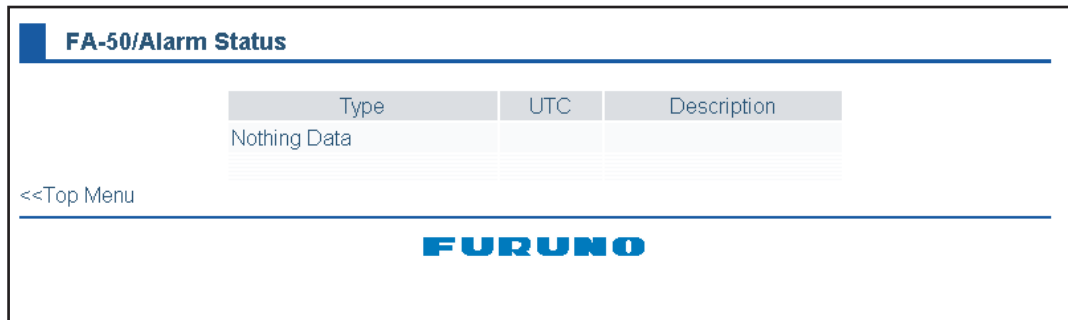 FA-50/Alarm Status
Type UTC Description
Nothing Data
<<Top Menu
FURUNO